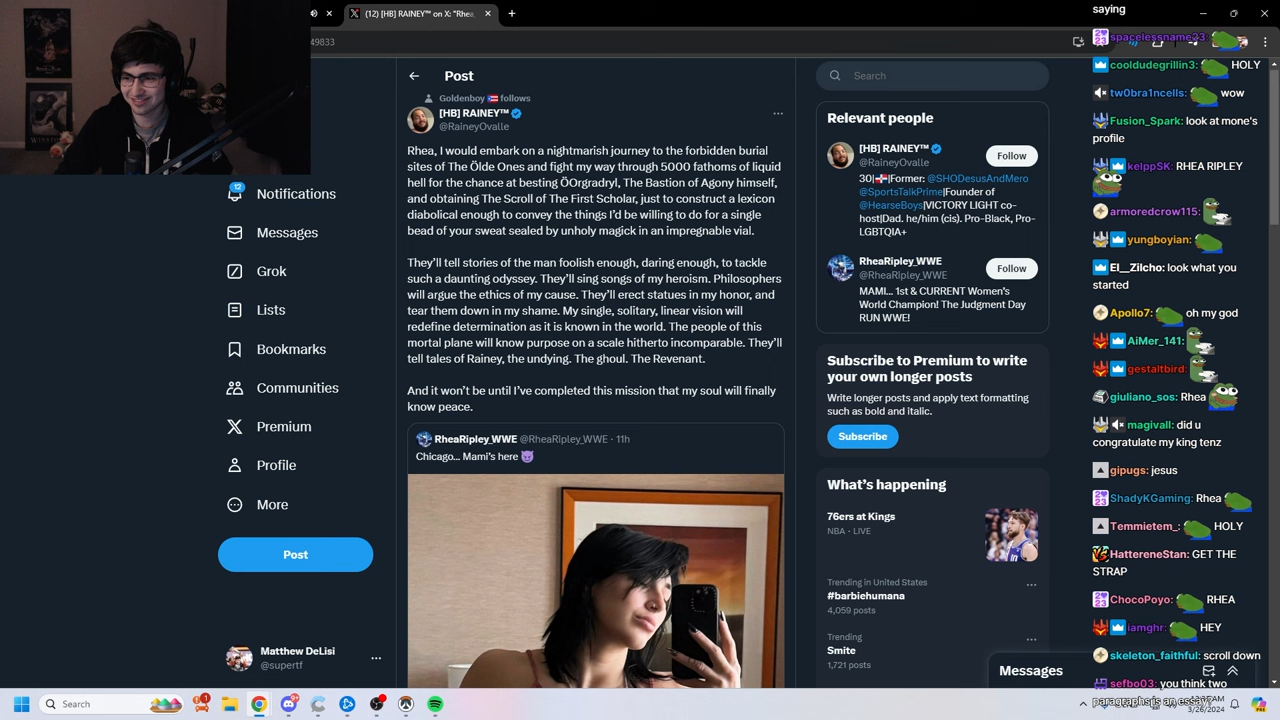 (12) [HB] RAINEY™ on X: "Rhea,
49833
Post
Search
Goldenboy 🇵🇷 follows
[HB] RAINEY™
@RaineyOvalle
Rhea, I would embark on a nightmarish journey to the forbidden burial
sites of The Ölde Ones and fight my way through 5000 fathoms of liquid
hell for the chance at besting ÖOrgradryl, The Bastion of Agony himself,
and obtaining The Scroll of The First Scholar, just to construct a lexicon
diabolical enough to convey the things I'd be willing to do for a single
bead of your sweat sealed by unholy magick in an impregnable vial.
They'll tell stories of the man foolish enough, daring enough, to tackle
such a daunting odyssey. They'll sing songs of my heroism. Philosophers
will argue the ethics of my cause. They'll erect statues in my honor, and
tear them down in my shame. My single, solitary, linear vision will
redefine determination as it is known in the world. The people of this
mortal plane will know purpose on a scale hitherto incomparable. They'll
tell tales of Rainey, the undying. The ghoul. The Revenant.
And it won't be until I've completed this mission that my soul will finally
know peace.
RheaRipley_WWE @RheaRipley_WWE · 11h
Chicago... Mami's here 😈
12
Notifications
Messages
Grok
Lists
Bookmarks
Communities
Premium
Profile
More
Post
Matthew DeLisi
@supertf
Relevant people
[HB] RAINEY™
@RaineyOvalle
Follow
30|🇩🇴|Former: @SHODesusAndMero
@SportsTalkPrime|Founder of
@HearseBoys|VICTORY LIGHT co-
host|Dad. he/him (cis). Pro-Black, Pro-
LGBTQIA+
RheaRipley_WWE
@RheaRipley_WWE
Follow
MAMI... 1st & CURRENT Women's
World Champion! The Judgment Day
RUN WWE!
Subscribe to Premium to write
your own longer posts
Write longer posts and apply text formatting
such as bold and italic.
Subscribe
What's happening
76ers at Kings
NBA · LIVE
Trending in United States
#barbiehumana
4,059 posts
Trending
Smite
1,721 posts
Messages
saying
spacelessname23:
cooldudegrillin3: HOLY
tw0bra1ncells: wow
Fusion_Spark: look at mone's
profile
kelppSK: RHEA RIPLEY
armoredcrow115:
yungboyian:
El__Zilcho: look what you
started
Apollo7: oh my god
AiMer_141:
gestaltbird:
giuliano_sos: Rhea
magivall: did u
congratulate my king tenz
gipugs: jesus
ShadyKGaming: Rhea
Temmietem_: HOLY
HattereneStan: GET THE
STRAP
ChocoPoyo: RHEA
iamghr: HEY
skeleton_faithful: scroll down
sefbo03: you think two
paragraphs is an essay
Search
3/26/2024